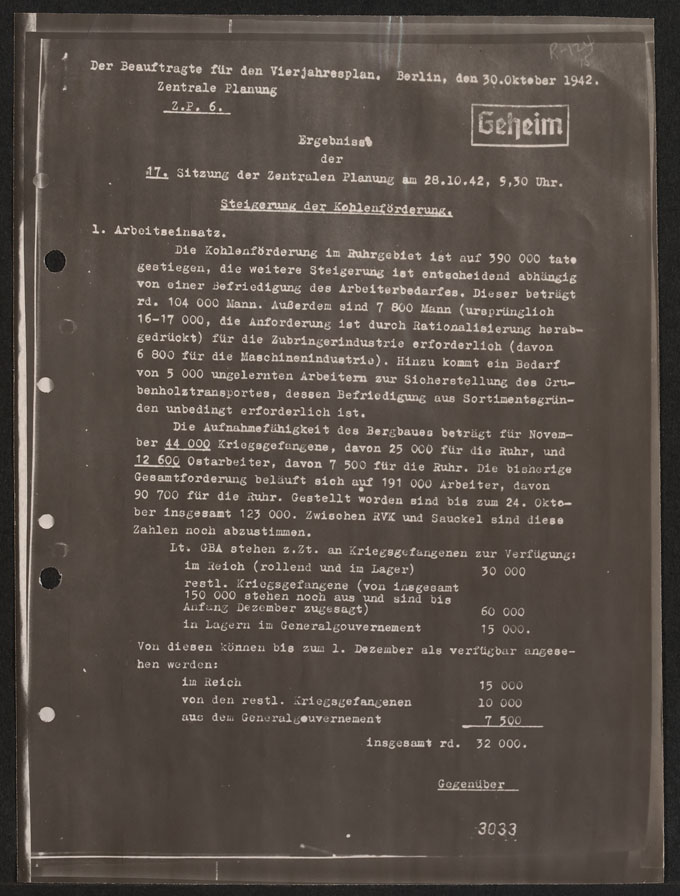 R-124
Der Beauftragte für den Vierjahresplan. Berlin, den 30.Oktober 1942.
Zentrale Planung
Z.P. 6.
Geheim
Ergebnisse
der
17. Sitzung der Zentralen Planung am 28.10.42, 9,30 Uhr.
Steigerung der Kohlenförderung.
1. Arbeitseinsatz.
Die Kohlenförderung im Ruhrgebiet ist auf 390 000 tato
gestiegen, die weitere Steigerung ist entscheidend abhängig
von einer Befriedigung des Arbeiterbedarfes. Dieser beträgt
rd. 104 000 Mann. Außerdem sind 7 800 Mann (ursprünglich
16-17 000, die Anforderung ist durch Rationalisierung herab-
gedrückt) für die Zubringerindustrie erforderlich (davon
6 800 für die Maschinenindustrie). Hinzu kommt ein Bedarf
von 5 000 ungelernten Arbeitern zur Sicherstellung des Gru-
benholztransportes, dessen Befriedigung aus Sortimentsgrün-
den unbedingt erforderlich ist.
Die Aufnahmefähigkeit des Bergbaues beträgt für Novem-
ber 44 000 Kriegsgefangene, davon 25 000 für die Ruhr, und
12 600 Ostarbeiter, davon 7 500 für die Ruhr. Die bisherige
Gesamtforderung beläuft sich auf 191 000 Arbeiter, davon
90 700 für die Ruhr. Gestellt worden sind bis zum 24. Okto-
ber insgesamt 123 000. Zwischen RVK und Sauckel sind diese
Zahlen noch abzustimmen.
Lt. GBA stehen z.Zt. an Kriegsgefangenen zur Verfügung:
im Reich (rollend und im Lager) 30 000
restl. Kriegsgefangene (von insgesamt
150 000 stehen noch aus und sind bis
Anfang Dezember zugesagt) 60 000
in Lagern im Generalgouvernement 15 000.
Von diesen können bis zum 1. Dezember als verfügbar angese-
hen werden:
im Reich 15 000
von den restl. Kriegsgefangenen 10 000
aus dem Generalgouvernement 7 500
insgesamt rd. 32 000.
Gegenüber
3033